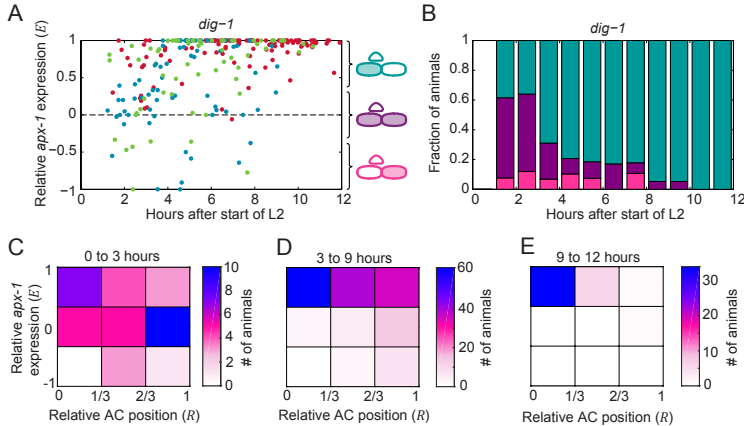 A
dig-1
Relative apx-1 expression (E)
1
0.5
0
−0.5
−1
0 2 4 6 8 10 12
Hours after start of L2
B
dig-1
Fraction of animals
1
0.8
0.6
0.4
0.2
0
0 2 4 6 8 10 12
Hours after start of L2
C
0 to 3 hours
Relative apx-1
expression (E)
1
0
-1
0 1/3 2/3 1
Relative AC position (R)
10
8
6
4
2
0
# of animals
D
3 to 9 hours
0 1/3 2/3 1
Relative AC position (R)
60
40
20
0
# of animals
E
9 to 12 hours
0 1/3 2/3 1
Relative AC position (R)
30
20
10
0
# of animals